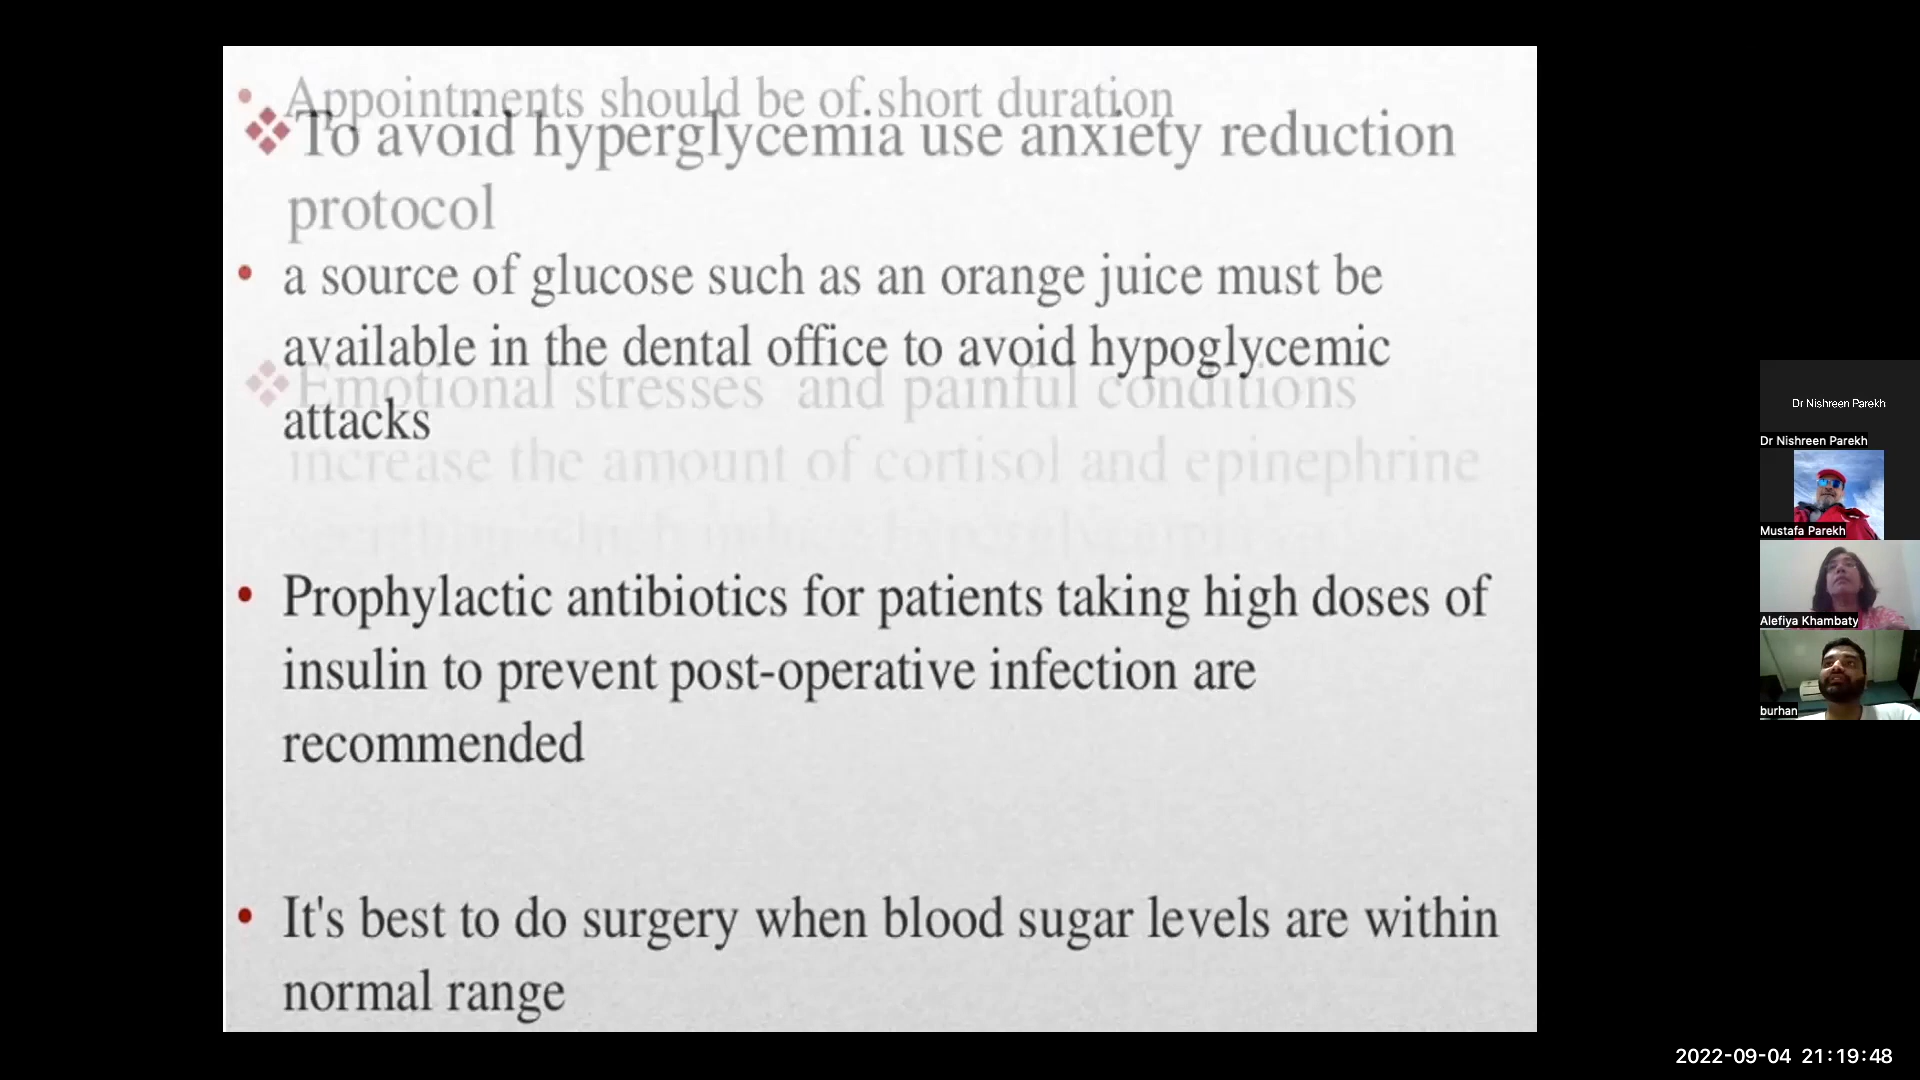 • Appointments should be of short duration
❖To avoid hyperglycemia use anxiety reduction
protocol
• a source of glucose such as an orange juice must be
available in the dental office to avoid hypoglycemic
❖Emotional stresses and painful conditions
attacks
increase the amount of cortisol and epinephrine
• Prophylactic antibiotics for patients taking high doses of
insulin to prevent post-operative infection are
recommended
• It's best to do surgery when blood sugar levels are within
normal range
Dr Nishreen Parekh
Dr Nishreen Parekh
Mustafa Parekh
Alefiya Khambaty
burhan
2022-09-04 21:19:48